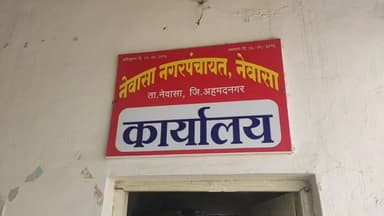 नेवासा नगरपंचायत, नेवासा
ता.नेवासा, जि.अहमदनगर
कार्यालय